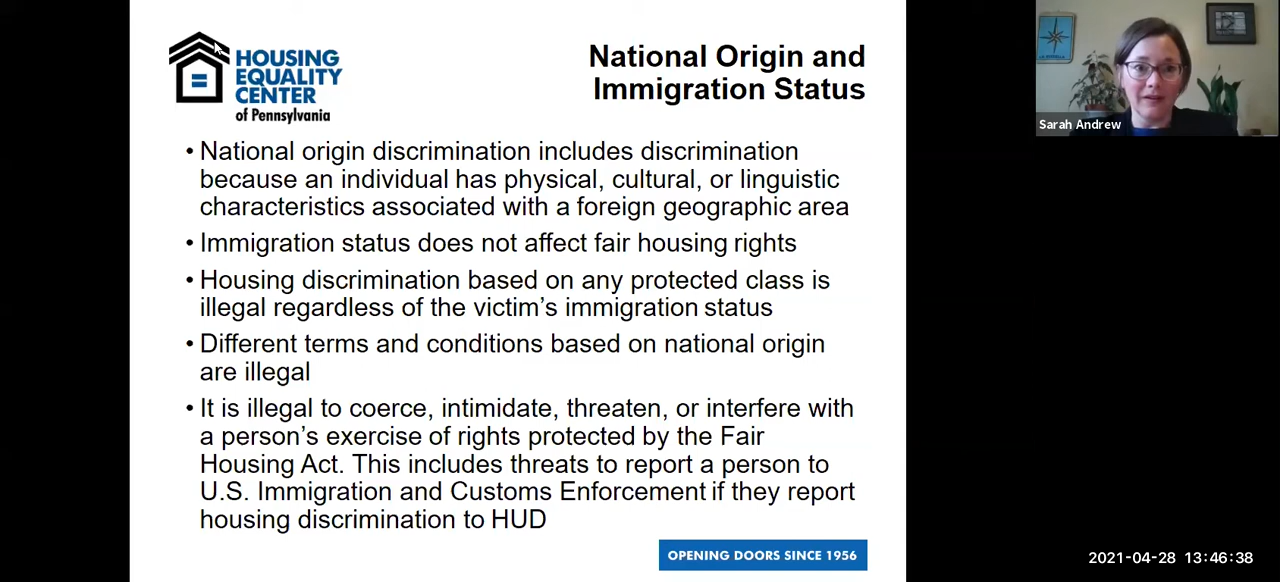 HOUSING
EQUALITY
CENTER
of Pennsylvania
National Origin and
Immigration Status
• National origin discrimination includes discrimination
because an individual has physical, cultural, or linguistic
characteristics associated with a foreign geographic area
• Immigration status does not affect fair housing rights
• Housing discrimination based on any protected class is
illegal regardless of the victim's immigration status
• Different terms and conditions based on national origin
are illegal
• It is illegal to coerce, intimidate, threaten, or interfere with
a person's exercise of rights protected by the Fair
Housing Act. This includes threats to report a person to
U.S. Immigration and Customs Enforcement if they report
housing discrimination to HUD
OPENING DOORS SINCE 1956
Sarah Andrew
2021-04-28 13:46:38